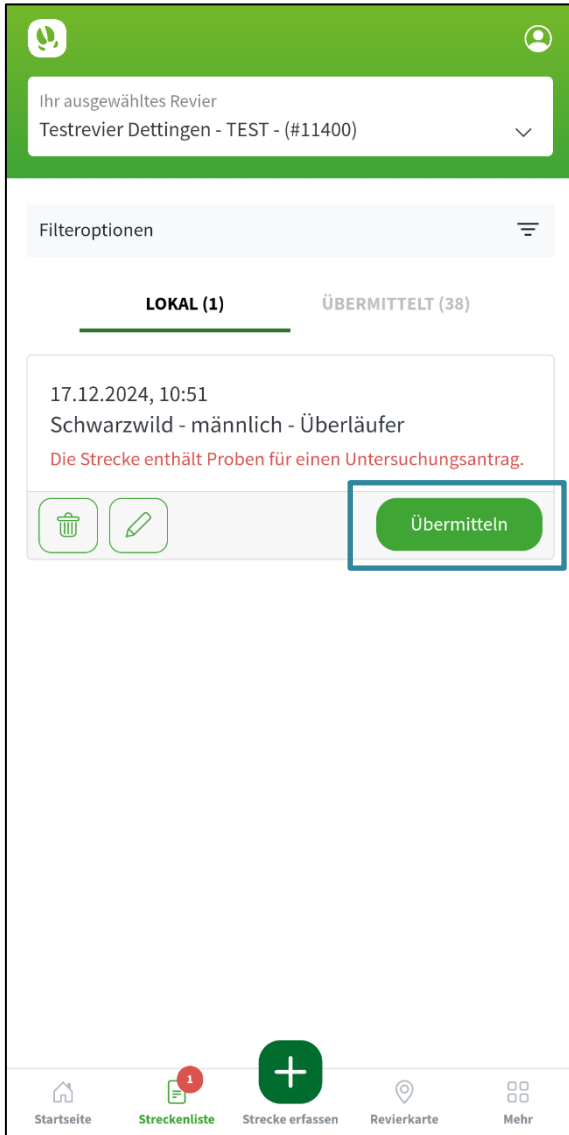 Ihr ausgewähltes Revier
Testrevier Dettingen - TEST - (#11400)
Filteroptionen
LOKAL (1)
ÜBERMITTELT (38)
17.12.2024, 10:51
Schwarzwild - männlich - Überläufer
Die Strecke enthält Proben für einen Untersuchungsantrag.
Übermitteln
1
Startseite
Streckenliste
Strecke erfassen
Revierkarte
Mehr